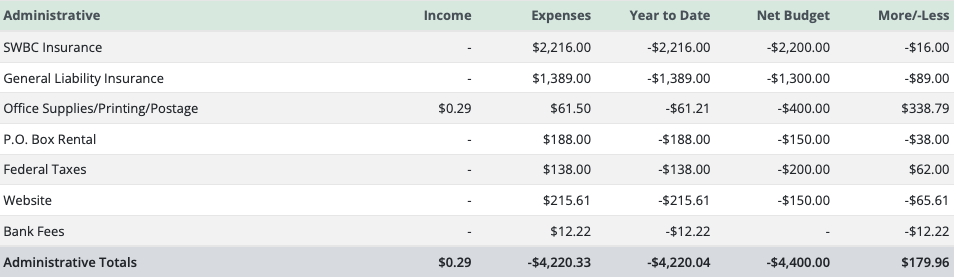 Administrative Income Expenses Year to Date Net Budget More/-Less
SWBC Insurance - $2,216.00 -$2,216.00 -$2,200.00 -$16.00
General Liability Insurance - $1,389.00 -$1,389.00 -$1,300.00 -$89.00
Office Supplies/Printing/Postage $0.29 $61.50 -$61.21 -$400.00 $338.79
P.O. Box Rental - $188.00 -$188.00 -$150.00 -$38.00
Federal Taxes - $138.00 -$138.00 -$200.00 $62.00
Website - $215.61 -$215.61 -$150.00 -$65.61
Bank Fees - $12.22 -$12.22 - -$12.22
Administrative Totals $0.29 -$4,220.33 -$4,220.04 -$4,400.00 $179.96